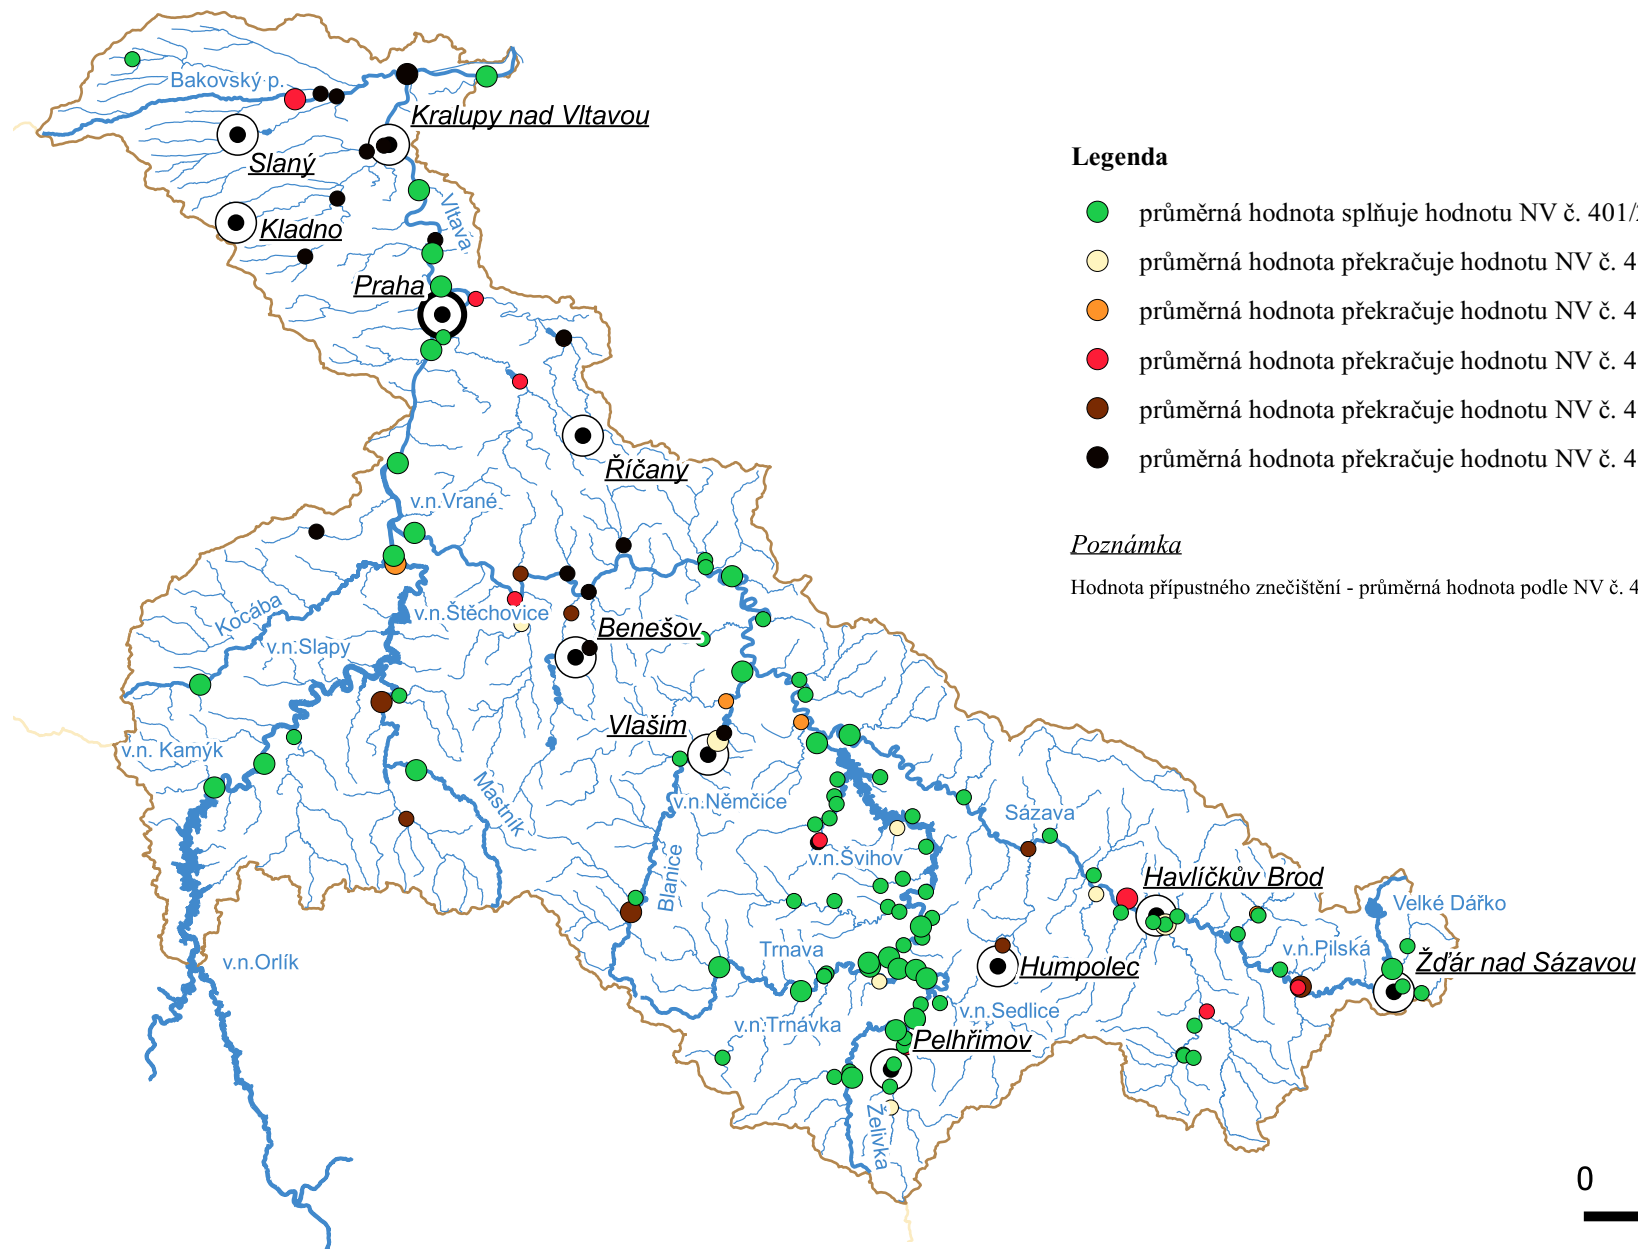 Bakovský p.
Kralupy nad Vltavou
Slaný
Kladno
Vltava
Praha
Říčany
v.n.Vrané
Kocába
v.n.Štěchovice
Benešov
v.n.Slapy
Vlašim
v.n. Kamýk
Mastník
v.n.Němčice
Sázava
v.n.Švihov
Blanice
Havlíčkův Brod
Velké Dářko
Trnava
v.n.Pilská
v.n.Orlík
Humpolec
Žďár nad Sázavou
v.n.Sedlice
v.n.Trnávka
Pelhřimov
Želivka
Legenda
průměrná hodnota splňuje hodnotu NV č. 401/
průměrná hodnota překračuje hodnotu NV č. 4
průměrná hodnota překračuje hodnotu NV č. 4
průměrná hodnota překračuje hodnotu NV č. 4
průměrná hodnota překračuje hodnotu NV č. 4
průměrná hodnota překračuje hodnotu NV č. 4
Poznámka
Hodnota přípustného znečištění - průměrná hodnota podle NV č. 4
0